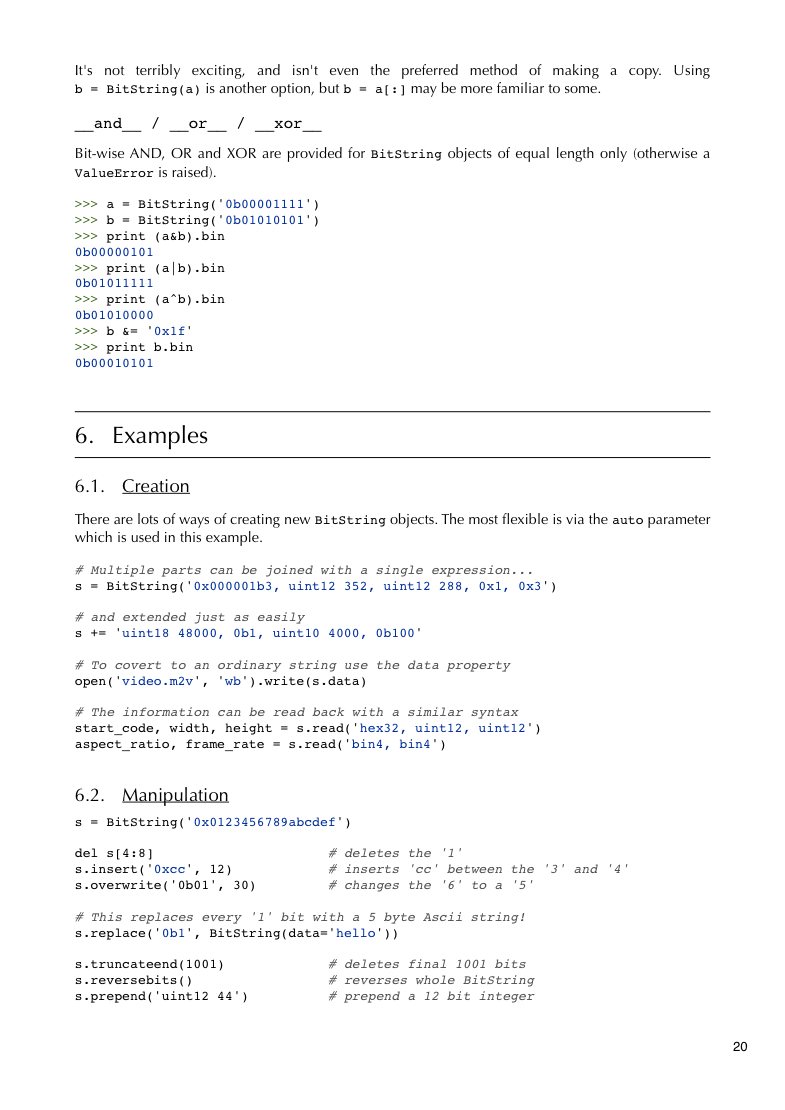 It's not terribly exciting, and isn't even the preferred method of making a copy. Using
b = BitString(a) is another option, but b = a[:] may be more familiar to some.
__and__ / __or__ / __xor__
Bit-wise AND, OR and XOR are provided for BitString objects of equal length only (otherwise a
ValueError is raised).
>>> a = BitString('0b00001111')
>>> b = BitString('0b01010101')
>>> print (a&b).bin
0b00000101
>>> print (a|b).bin
0b01011111
>>> print (a^b).bin
0b01010000
>>> b &= '0x1f'
>>> print b.bin
0b00010101
6. Examples
6.1. Creation
There are lots of ways of creating new BitString objects. The most flexible is via the auto parameter
which is used in this example.
# Multiple parts can be joined with a single expression...
s = BitString('0x000001b3, uint12 352, uint12 288, 0x1, 0x3')
# and extended just as easily
s += 'uint18 48000, 0b1, uint10 4000, 0b100'
# To covert to an ordinary string use the data property
open('video.m2v', 'wb').write(s.data)
# The information can be read back with a similar syntax
start_code, width, height = s.read('hex32, uint12, uint12')
aspect_ratio, frame_rate = s.read('bin4, bin4')
6.2. Manipulation
s = BitString('0x0123456789abcdef')
del s[4:8] # deletes the '1'
s.insert('0xcc', 12) # inserts 'cc' between the '3' and '4'
s.overwrite('0b01', 30) # changes the '6' to a '5'
# This replaces every '1' bit with a 5 byte Ascii string!
s.replace('0b1', BitString(data='hello'))
s.truncateend(1001) # deletes final 1001 bits
s.reversebits() # reverses whole BitString
s.prepend('uint12 44') # prepend a 12 bit integer
20